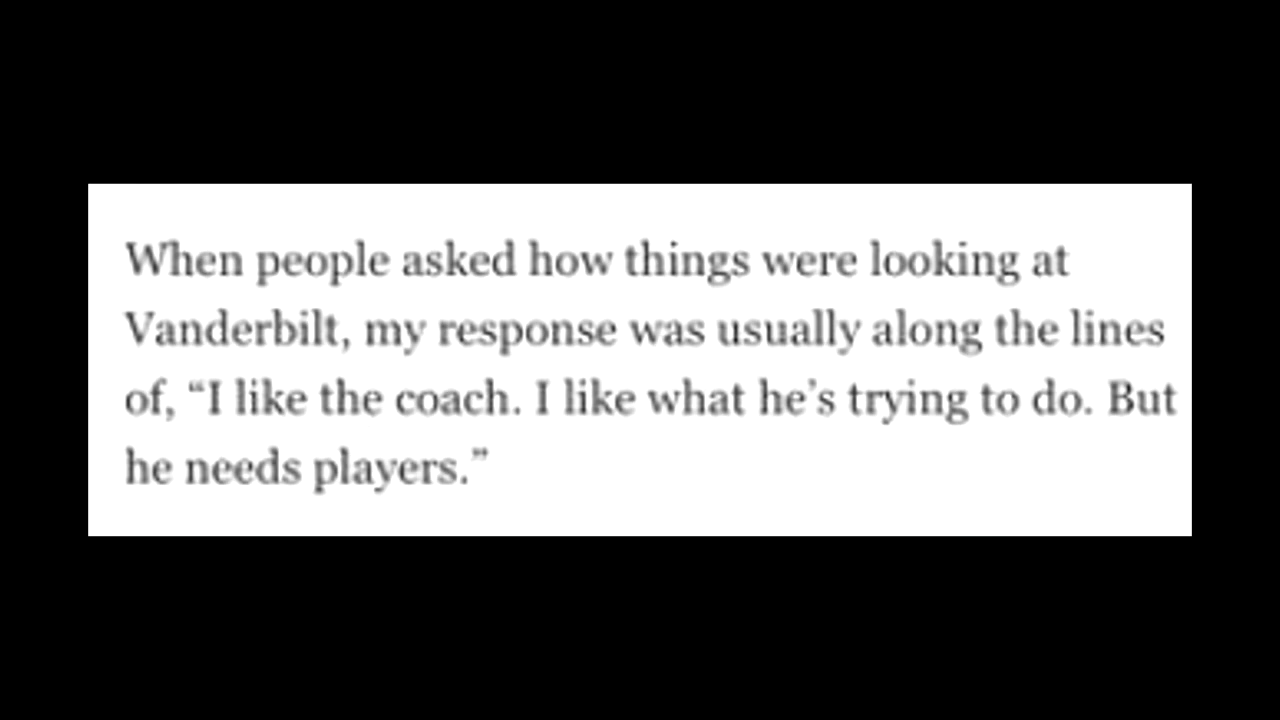 When people asked how things were looking at
Vanderbilt, my response was usually along the lines
of, “I like the coach. I like what he’s trying to do. But
he needs players.”